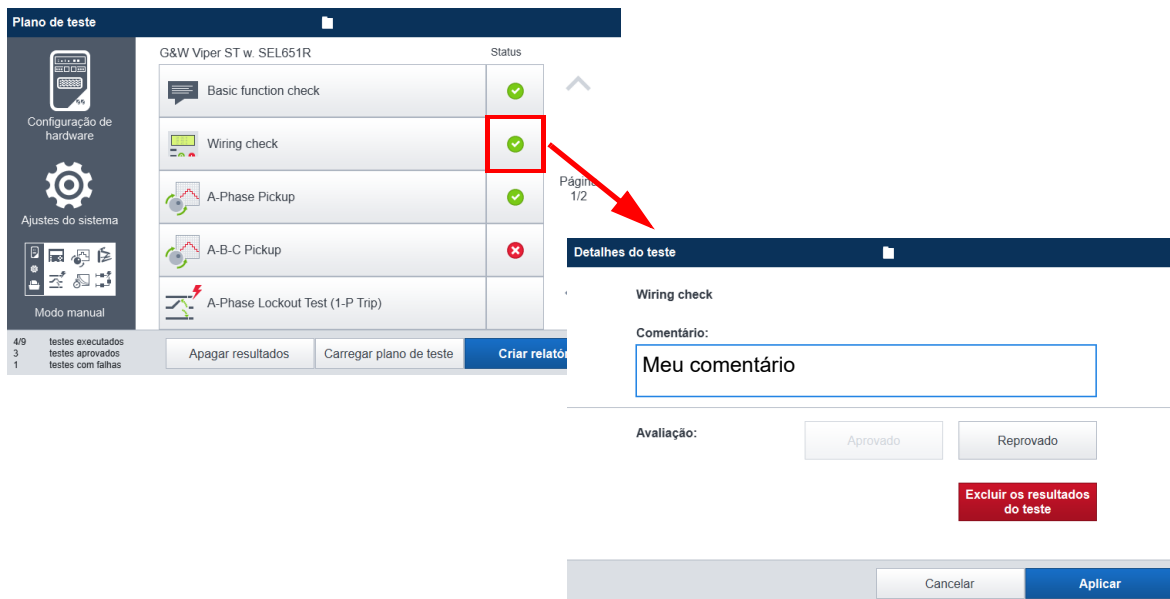 Plano de teste
G&W Viper ST w. SEL651R
Status
Configuração de
hardware
Ajustes do sistema
Modo manual
Basic function check
Wiring check
A-Phase Pickup
A-B-C Pickup
A-Phase Lockout Test (1-P Trip)
Página
1/2
4/9 testes executados
3 testes aprovados
1 testes com falhas
Apagar resultados
Carregar plano de teste
Criar relatór
Detalhes do teste
Wiring check
Comentário:
Meu comentário
Avaliação:
Aprovado
Reprovado
Excluir os resultados
do teste
Cancelar
Aplicar